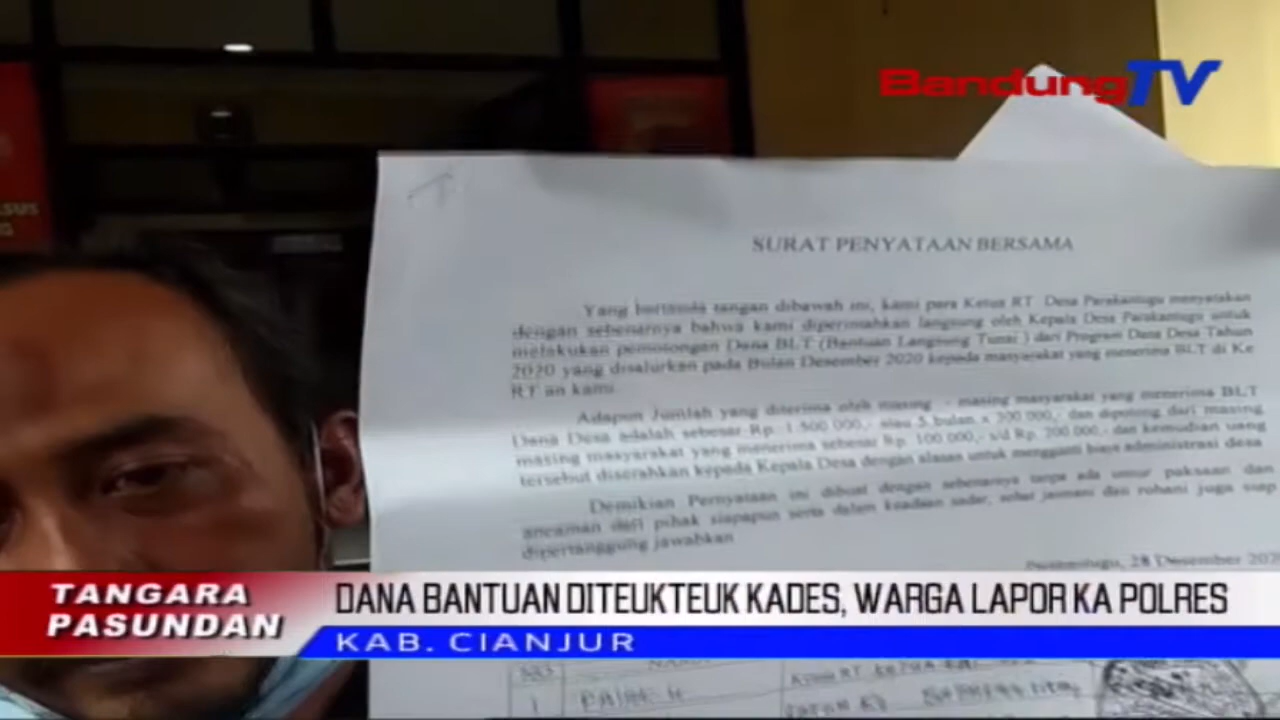 BandungTV
SUS
G
SURAT PENYATAAN BERSAMA
Yang bertanda tangan dibawah ini, kami para Ketua RT Desa Parakantugu menyatakan
dengan sebenarnya bahwa kami diperintahkan langsung oleh Kepala Desa Parakantugu untuk
melakukan pemotongan Dana BLT (Bantuan Langsung Tunai ) dari Program Dana Desa Tahun
2020 yang disalurkan pada Bulan Desember 2020 kepada masyarakat yang menerima BLT di Ke
RT an kami.
Adapun Jumlah yang diterima oleh masing - masing masyarakat yang menerima BLT
Dana Desa adalah sebesar Rp. 1.500.000,- atau 5 bulan x 300.000,- dan dipotong dari masing
masing masyarakat yang menerima sebesar Rp. 100.000,- s/d Rp. 200.000,- dan kemudian uang
tersebut diserahkan kepada Kepala Desa dengan alasan untuk mengganti biaya administrasi desa
Demikian Pernyataan ini dibuat dengan sebenarnya tanpa ada unsur paksaan dan
ancaman dari pihak siapapun serta dalam keadaan sadar, sehat jasmani dan rohani juga siap
dipertanggung jawabkan
28 Desember 202
TANGARA
PASUNDAN
DANA BANTUAN DITEUKTEUK KADES, WARGA LAPOR KA POLRES
KAB. CIANJUR
1